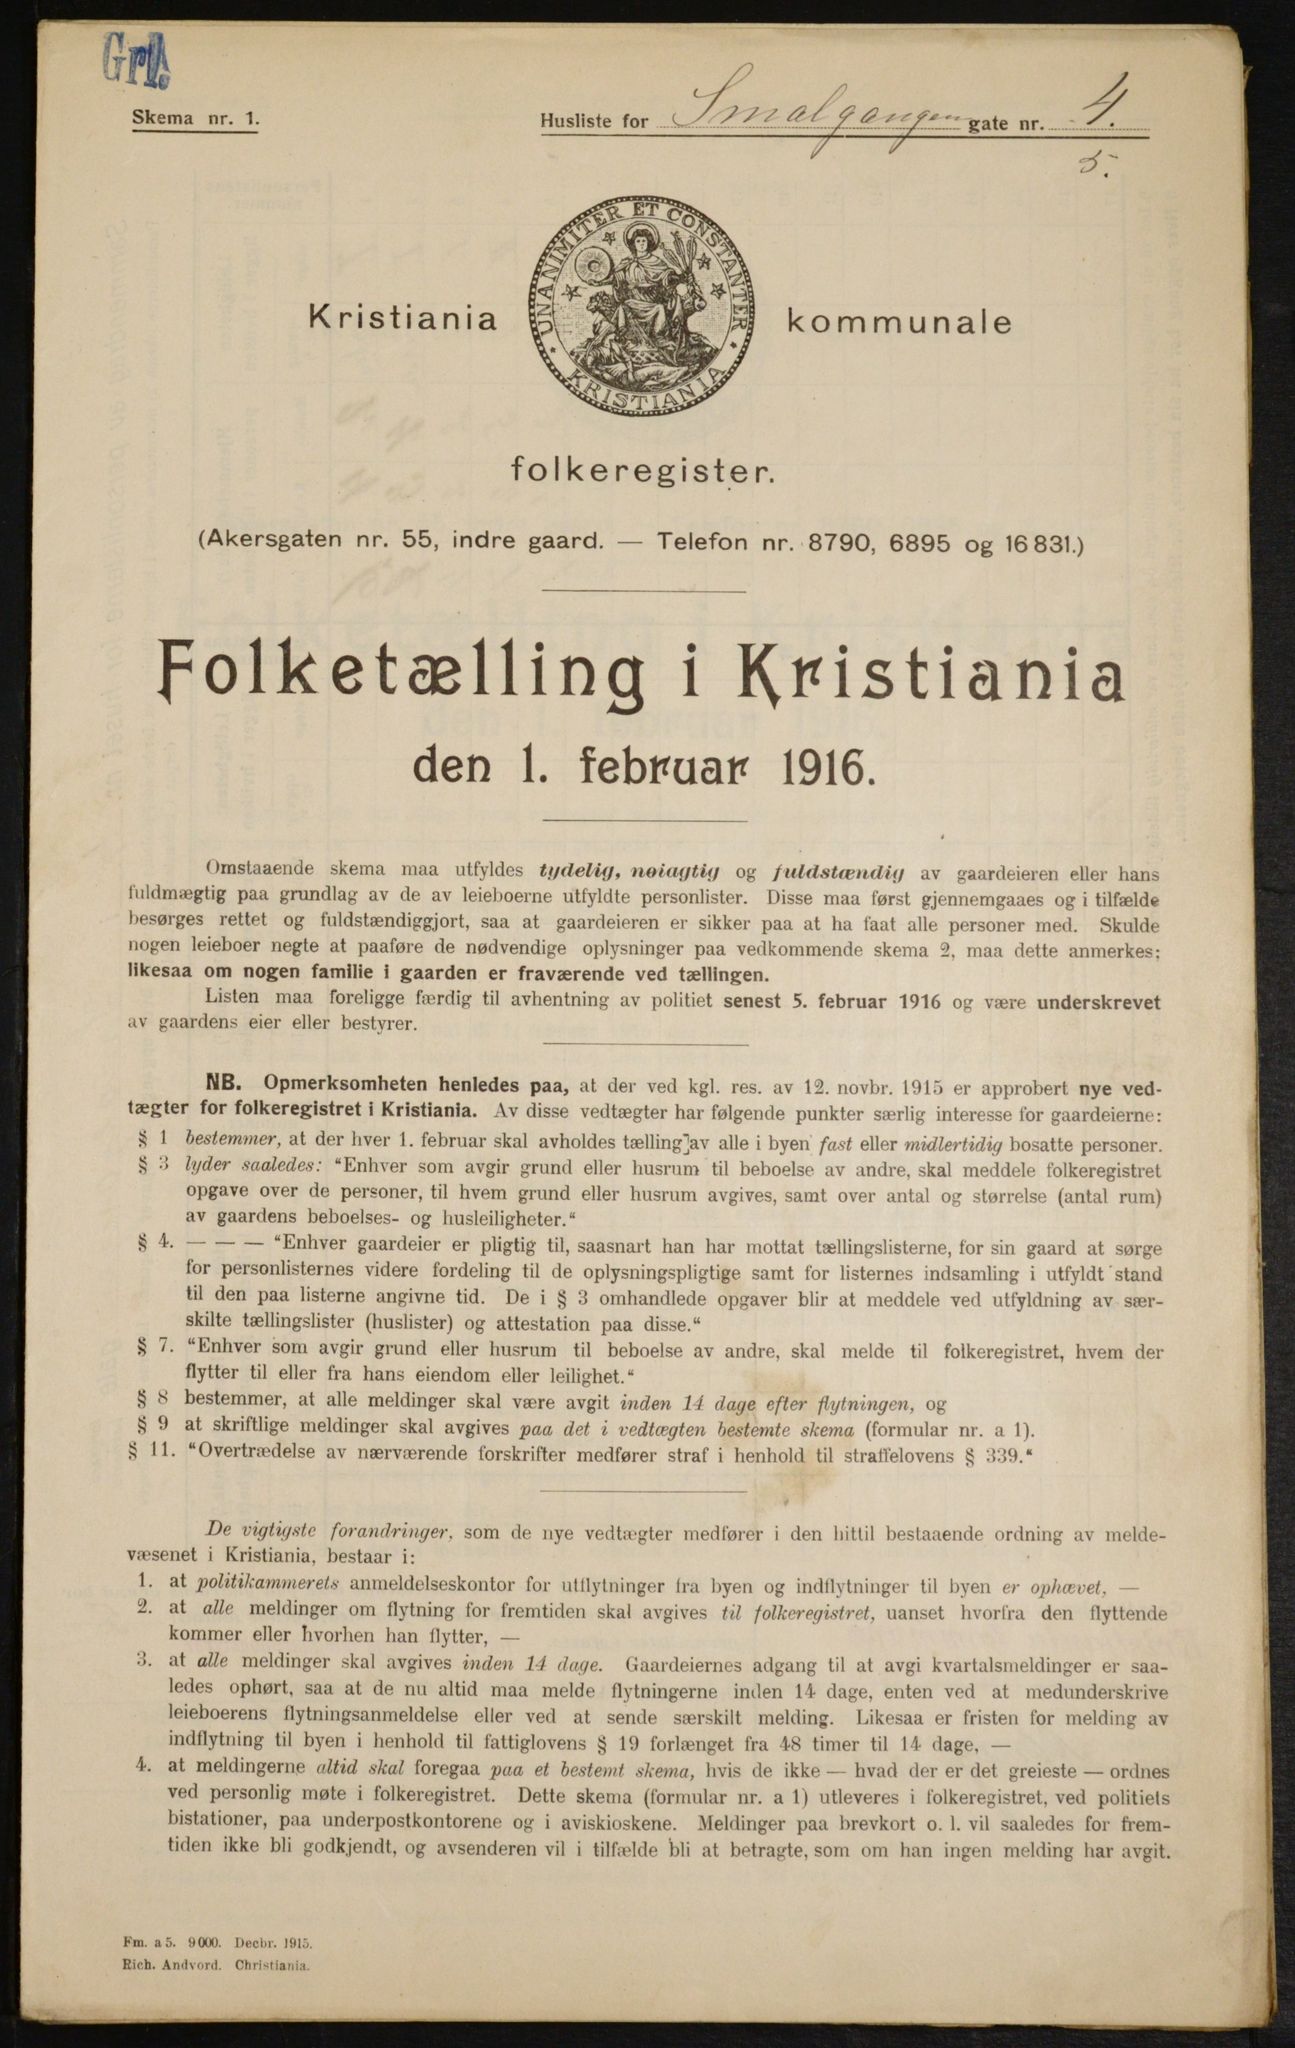 Grl.
Skema nr. 1.
Husliste for Smalgangen gate nr. 4.
5.
UNANIMITER ET CONSTANTER
KRISTIANIA
Kristiania kommunale
folkeregister.
(Akersgaten nr. 55, indre gaard. — Telefon nr. 8790, 6895 og 16 831.)
Folketælling i Kristiania
den 1. februar 1916.
Omstaaende skema maa utfyldes tydelig, nøiagtig og fuldstændig av gaardeieren eller hans
fuldmægtig paa grundlag av de av leieboerne utfyldte personlister. Disse maa først gjennemgaaes og i tilfælde
besørges rettet og fuldstændiggjort, saa at gaardeieren er sikker paa at ha faat alle personer med. Skulde
nogen leieboer negte at paaføre de nødvendige oplysninger paa vedkommende skema 2, maa dette anmerkes;
likesaa om nogen familie i gaarden er fraværende ved tællingen.
Listen maa foreligge færdig til avhentning av politiet senest 5. februar 1916 og være underskrevet
av gaardens eier eller bestyrer.
NB. Opmerksomheten henledes paa, at der ved kgl. res. av 12. novbr. 1915 er approbert nye ved-
tægter for folkeregistret i Kristiania. Av disse vedtægter har følgende punkter særlig interesse for gaardeierne:
§ 1 bestemmer, at der hver 1. februar skal avholdes tælling av alle i byen fast eller midlertidig bosatte personer.
§ 3 lyder saaledes: "Enhver som avgir grund eller husrum til beboelse av andre, skal meddele folkeregistret
opgave over de personer, til hvem grund eller husrum avgives, samt over antal og størrelse (antal rum)
av gaardens beboelses- og husleiligheter."
§ 4. — — — "Enhver gaardeier er pligtig til, saasnart han har mottat tællingslisterne, for sin gaard at sørge
for personlisternes videre fordeling til de oplysningspligtige samt for listernes indsamling i utfyldt stand
til den paa listerne angivne tid. De i § 3 omhandlede opgaver blir at meddele ved utfyldning av sær-
skilte tællingslister (huslister) og attestation paa disse."
§ 7. "Enhver som avgir grund eller husrum til beboelse av andre, skal melde til folkeregistret, hvem der
flytter til eller fra hans eiendom eller leilighet."
§ 8 bestemmer, at alle meldinger skal være avgit inden 14 dage efter flytningen, og
§ 9 at skriftlige meldinger skal avgives paa det i vedtægten bestemte skema (formular nr. a 1).
§ 11. "Overtrædelse av nærværende forskrifter medfører straf i henhold til straffelovens § 339."
De vigtigste forandringer, som de nye vedtægter medfører i den hittil bestaaende ordning av melde-
væsenet i Kristiania, bestaar i:
1. at politikammerets anmeldelseskontor for utflytninger fra byen og indflytninger til byen er ophævet, —
2. at alle meldinger om flytning for fremtiden skal avgives til folkeregistret, uanset hvorfra den flyttende
kommer eller hvorhen han flytter, —
3. at alle meldinger skal avgives inden 14 dage. Gaardeiernes adgang til at avgi kvartalsmeldinger er saa-
ledes ophørt, saa at de nu altid maa melde flytningerne inden 14 dage, enten ved at medunderskrive
leieboerens flytningsanmeldelse eller ved at sende særskilt melding. Likesaa er fristen for melding av
indflytning til byen i henhold til fattiglovens § 19 forlænget fra 48 timer til 14 dage, —
4. at meldingerne altid skal foregaa paa et bestemt skema, hvis de ikke — hvad der er det greieste — ordnes
ved personlig møte i folkeregistret. Dette skema (formular nr. a 1) utleveres i folkeregistret, ved politiets
bistationer, paa underpostkontorene og i aviskioskene. Meldinger paa brevkort o. l. vil saaledes for frem-
tiden ikke bli godkjendt, og avsenderen vil i tilfælde bli at betragte, som om han ingen melding har avgit.
Fm. a 5. 9 000. Decbr. 1915.
Rich. Andvord. Christiania.